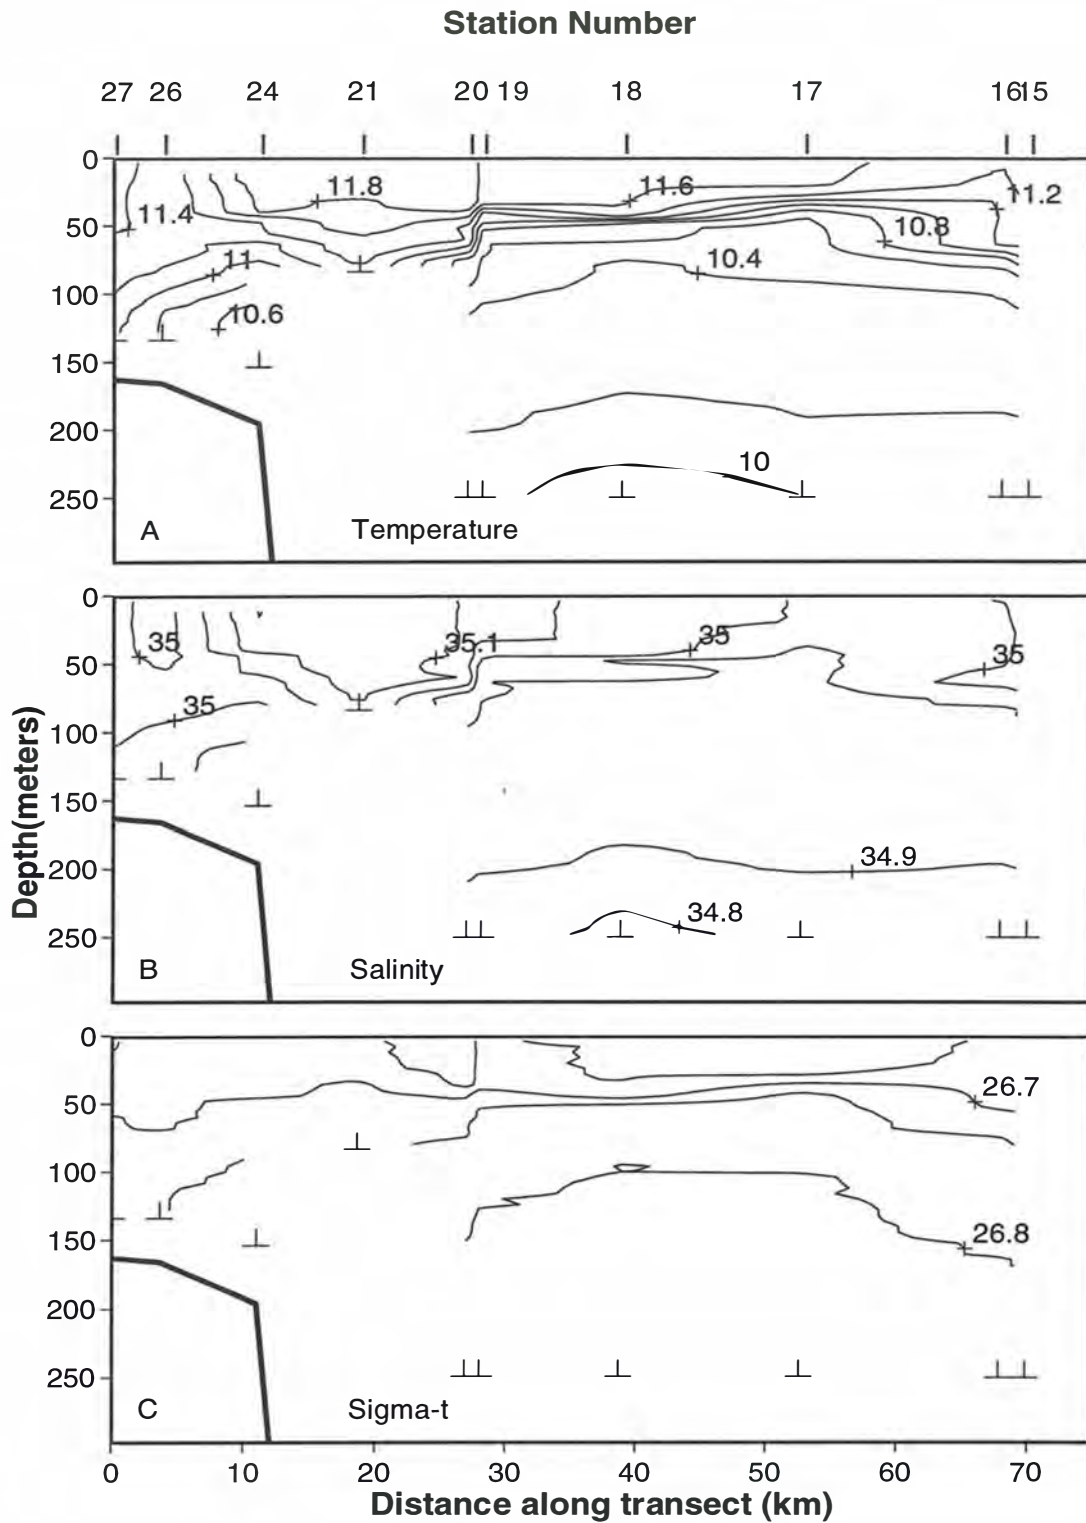 Station Number
27 26 24 21 20 19 18 17 16 15
0
11.8 11.6 11.2
11.4
50
10.8
11 10.4
100
10.6
150
200
10
250
A Temperature
0
35 35.1 35 35
50
35
100
150
200
34.9
34.8
250
B Salinity
0
26.7
50
100
150
26.8
200
250
C Sigma-t
0 10 20 30 40 50 60 70
Distance along transect (km)
Depth(meters)